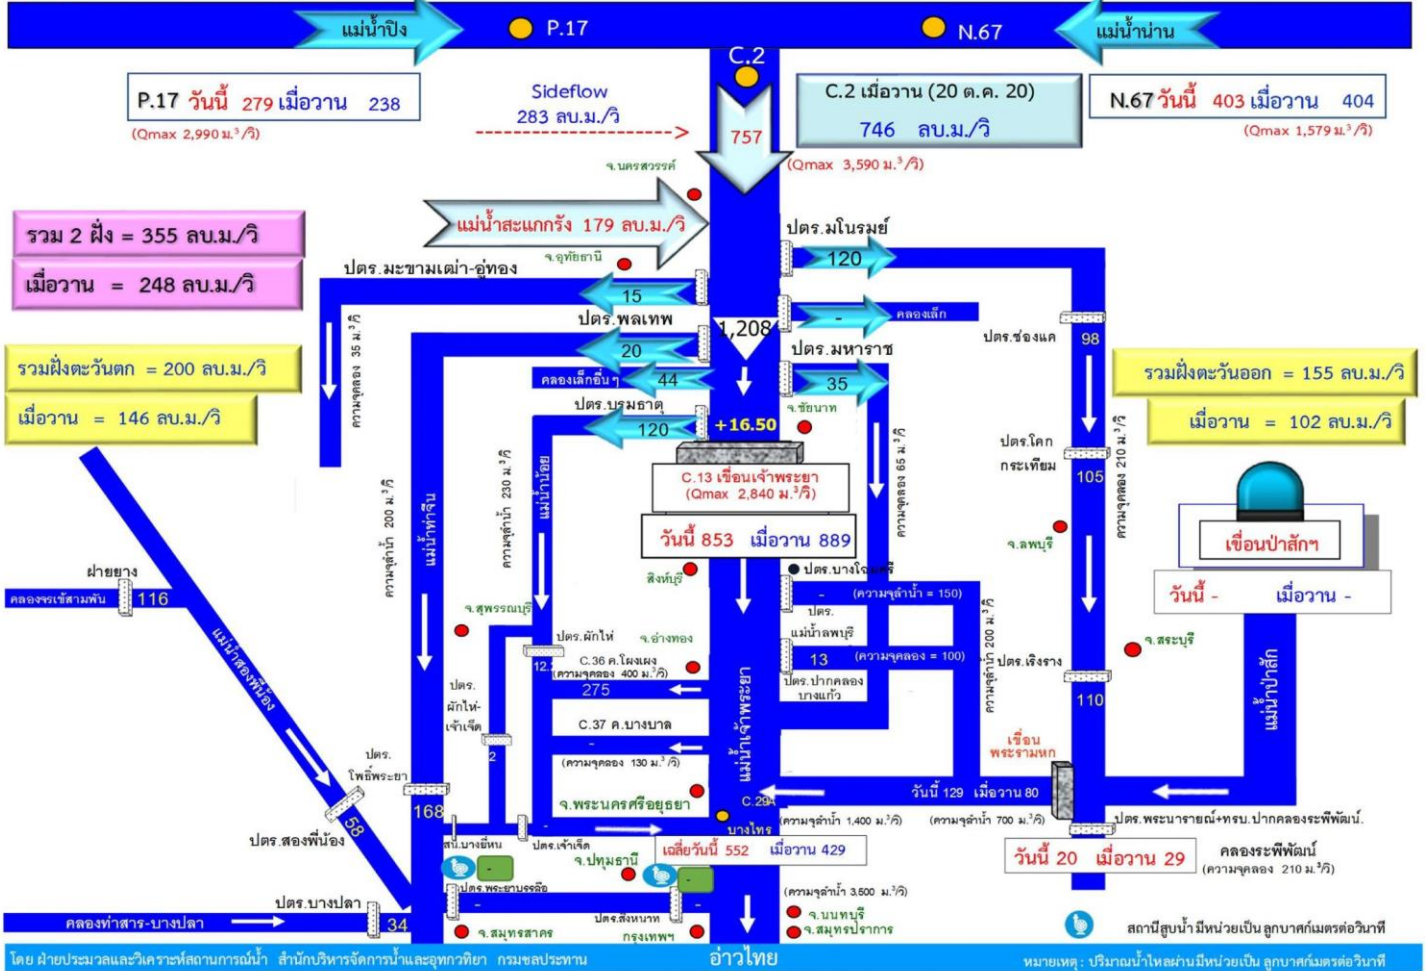 แม่น้ำปิง
P.17
N.67
แม่น้ำน่าน
C.2
P.17 วันนี้ 279 เมื่อวาน 238
(Qmax 2,990 ม.³/วิ)
Sideflow
283 ลบ.ม./วิ
757
C.2 เมื่อวาน (20 ต.ค. 20)
746 ลบ.ม./วิ
(Qmax 3,590 ม.³/วิ)
N.67 วันนี้ 403 เมื่อวาน 404
(Qmax 1,579 ม.³/วิ)
จ.นครสวรรค์
แม่น้ำสะแกกรัง 179 ลบ.ม./วิ
จ.อุทัยธานี
รวม 2 ฝั่ง = 355 ลบ.ม./วิ
เมื่อวาน = 248 ลบ.ม./วิ
ปตร.มโนรมย์
120
ปตร.มะขามเฒ่า-อู่ทอง
15
ความจุคลอง 35 ม.³/วิ
-
คลองเล็ก
ปตร.พลเทพ
20
1,208
ปตร.มหาราช
35
คลองเล็กอื่นๆ
44
ปตร.บรมธาตุ
120
+16.50
จ.ชัยนาท
ปตร.ช่องแค
98
รวมฝั่งตะวันตก = 200 ลบ.ม./วิ
เมื่อวาน = 146 ลบ.ม./วิ
รวมฝั่งตะวันออก = 155 ลบ.ม./วิ
เมื่อวาน = 102 ลบ.ม./วิ
C.13 เขื่อนเจ้าพระยา
(Qmax 2,840 ม.³/วิ)
วันนี้ 853 เมื่อวาน 889
ความจุลำน้ำ 200 ม.³/วิ
แม่น้ำท่าจีน
ความจุลำน้ำ 230 ม.³/วิ
แม่น้ำน้อย
ความจุคลอง 65 ม.³/วิ
ปตร.โคก
กระเทียม
105
ความจุคลอง 210 ม.³/วิ
จ.ลพบุรี
เขื่อนป่าสักฯ
วันนี้ - เมื่อวาน -
สิงห์บุรี
ปตร.บางโฉมศรี
-
(ความจุลำน้ำ = 150)
ปตร.
แม่น้ำลพบุรี
13
(ความจุคลอง = 100)
ปตร.ปากคลอง
บางแก้ว
ความจุลำน้ำ 200 ม.³/วิ
ฝายยาง
คลองจรเข้สามพัน
116
แม่น้ำสองพี่น้อง
จ.สุพรรณบุรี
ปตร.ผักไห่
จ.อ่างทอง
C.36 ค.โผงเผง
(ความจุคลอง 400 ม.³/วิ)
275
C.37 ค.บางบาล
-
(ความจุคลอง 130 ม.³/วิ)
แม่น้ำเจ้าพระยา
ปตร.
ผักไห่-
เจ้าเจ็ด
2
จ.สระบุรี
ปตร.เริงราง
110
แม่น้ำป่าสัก
เขื่อน
พระรามหก
วันนี้ 129 เมื่อวาน 80
(ความจุลำน้ำ 1,400 ม.³/วิ)
(ความจุลำน้ำ 700 ม.³/วิ)
ปตร.พระนารายณ์+ทรบ.ปากคลองระพีพัฒน์.
วันนี้ 20 เมื่อวาน 29
คลองระพีพัฒน์
(ความจุคลอง 210 ม.³/วิ)
ปตร.
โพธิ์พระยา
168
58
ปตร.สองพี่น้อง
จ.พระนครศรีอยุธยา
C.29A
บางไทร
เฉลี่ยวันนี้ 552 เมื่อวาน 429
-
สน.บางยี่หน
ปตร.เจ้าเจ็ด
จ.ปทุมธานี
-
-
ปตร.พระยาบรรลือ
-
ปตร.สิงหนาท
-
(ความจุลำน้ำ 3,500 ม.³/วิ)
จ.นนทบุรี
จ.สมุทรปราการ
ปตร.บางปลา
คลองท่าสาร-บางปลา
34
จ.สมุทรสาคร
กรุงเทพฯ
สถานีสูบน้ำ มีหน่วยเป็น ลูกบาศก์เมตรต่อวินาที
โดย ฝ่ายประมวลและวิเคราะห์สถานการณ์น้ำ สำนักบริหารจัดการน้ำและอุทกวิทยา กรมชลประทาน
อ่าวไทย
หมายเหตุ : ปริมาณน้ำไหลผ่าน มีหน่วยเป็น ลูกบาศก์เมตรต่อวินาที